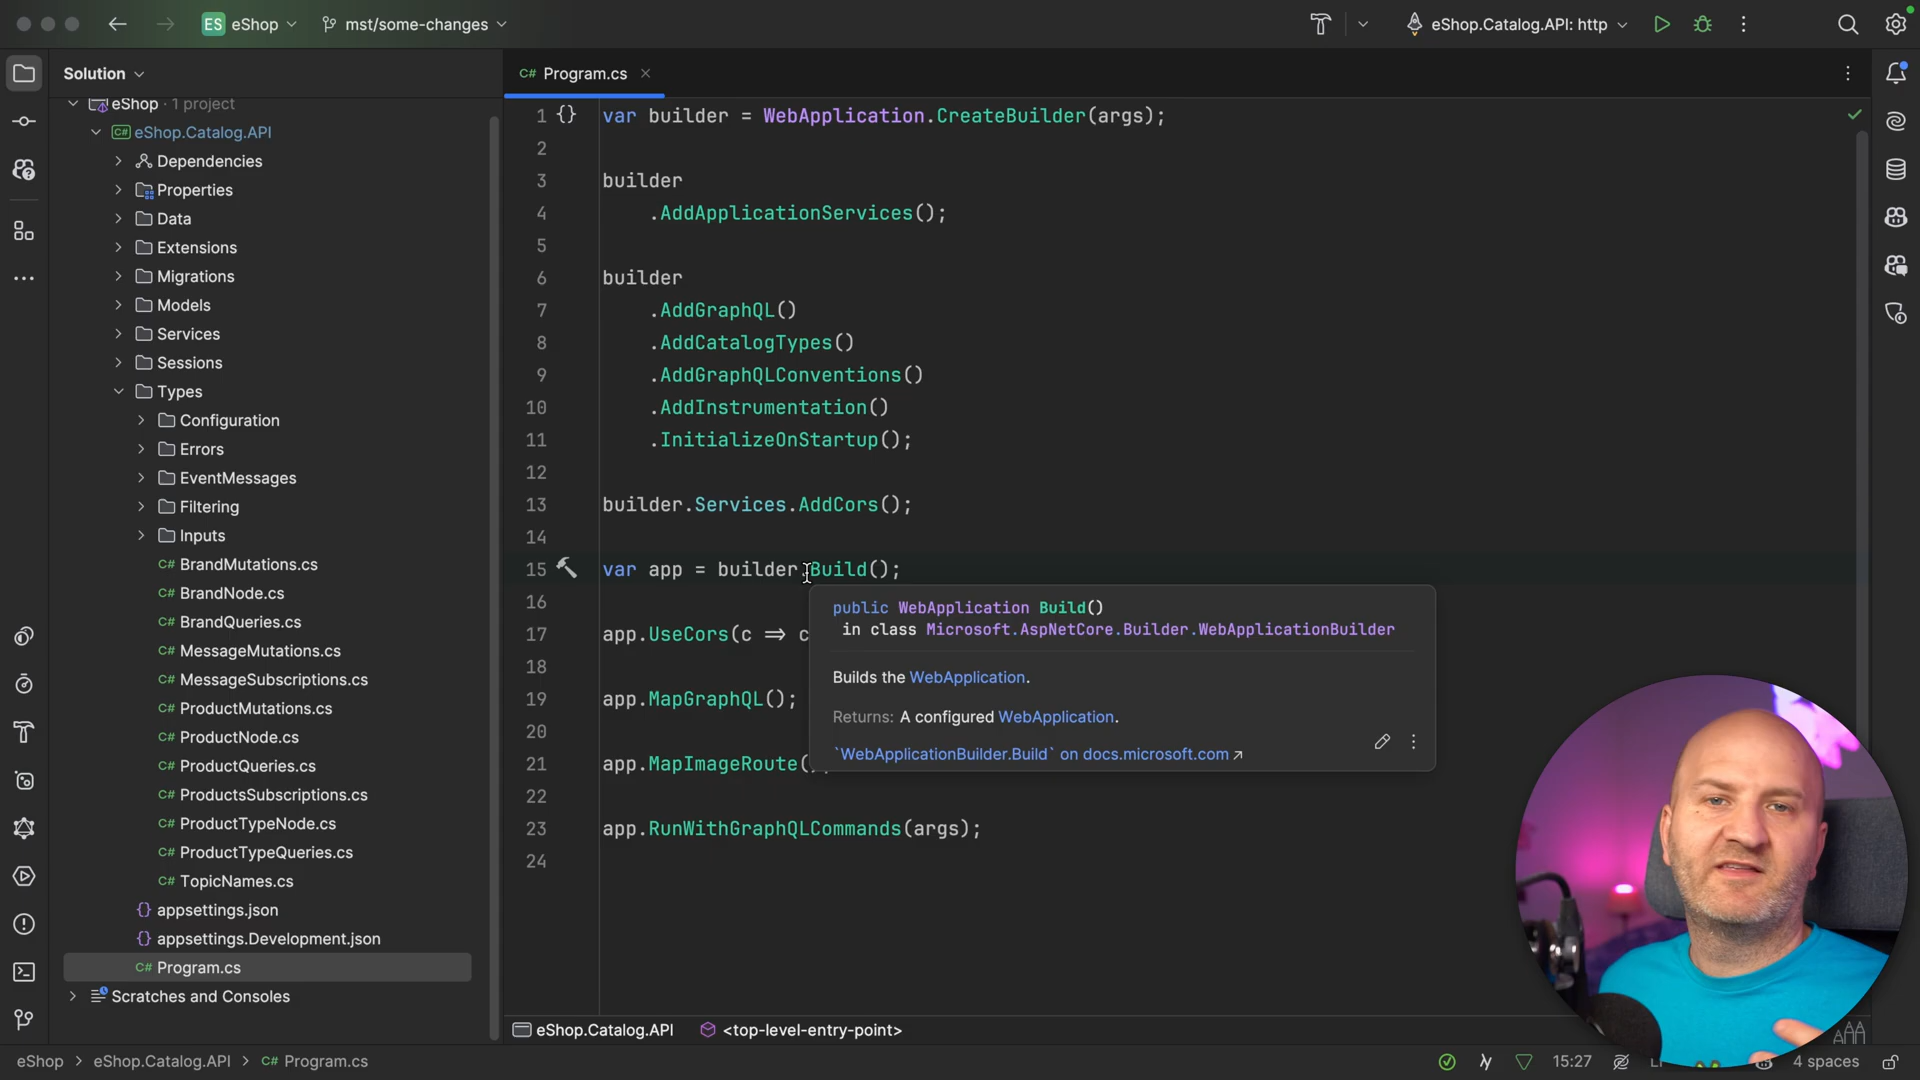 ES eShop
mst/some-changes
eShop.Catalog.API: http
Solution
eShop · 1 project
eShop.Catalog.API
Dependencies
Properties
Data
Extensions
Migrations
Models
Services
Sessions
Types
Configuration
Errors
EventMessages
Filtering
Inputs
C# BrandMutations.cs
C# BrandNode.cs
C# BrandQueries.cs
C# MessageMutations.cs
C# MessageSubscriptions.cs
C# ProductMutations.cs
C# ProductNode.cs
C# ProductQueries.cs
C# ProductsSubscriptions.cs
C# ProductTypeNode.cs
C# ProductTypeQueries.cs
C# TopicNames.cs
{} appsettings.json
{} appsettings.Development.json
C# Program.cs
Scratches and Consoles
C# Program.cs
1 {} var builder = WebApplication.CreateBuilder(args);
2
3 builder
4 .AddApplicationServices();
5
6 builder
7 .AddGraphQL()
8 .AddCatalogTypes()
9 .AddGraphQLConventions()
10 .AddInstrumentation()
11 .InitializeOnStartup();
12
13 builder.Services.AddCors();
14
15 var app = builder.Build();
16
17 app.UseCors(c => c
18
19 app.MapGraphQL();
20
21 app.MapImageRoute();
22
23 app.RunWithGraphQLCommands(args);
24
public WebApplication Build()
in class Microsoft.AspNetCore.Builder.WebApplicationBuilder
Builds the WebApplication.
Returns: A configured WebApplication.
`WebApplicationBuilder.Build` on docs.microsoft.com ↗
eShop.Catalog.API <top-level-entry-point>
eShop > eShop.Catalog.API > C# Program.cs
15:27
4 spaces